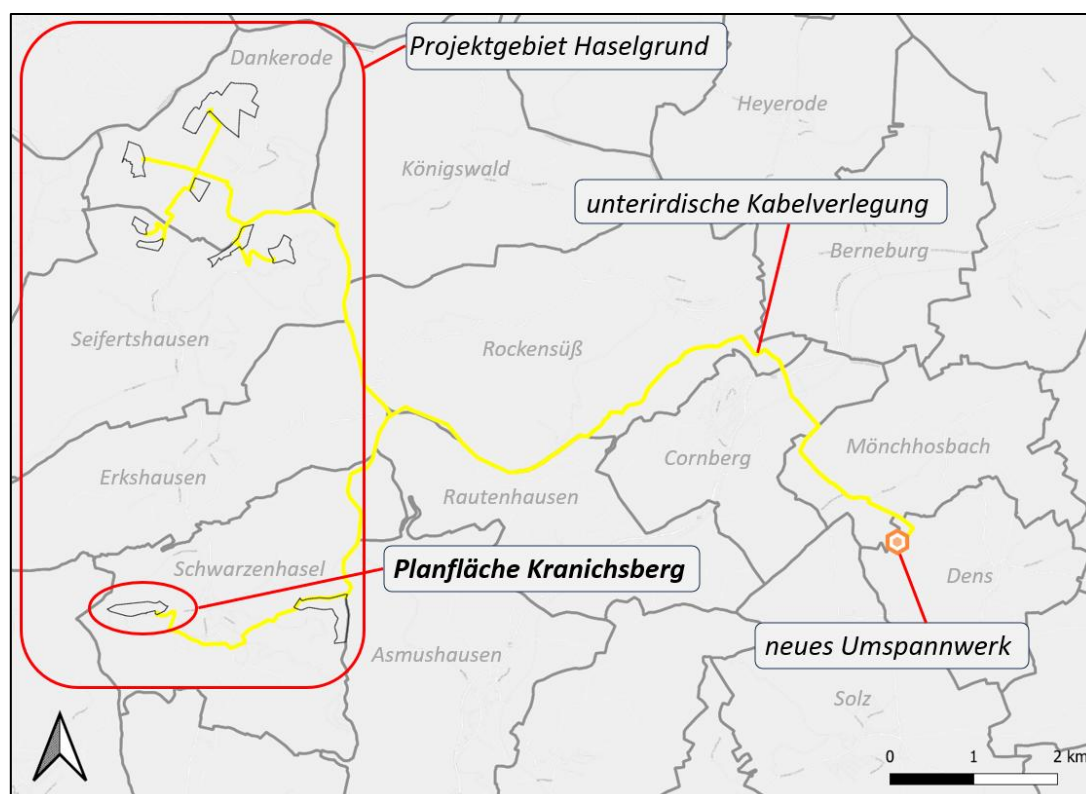 Projektgebiet Haselgrund
Dankerode
Heyerode
Königswald
unterirdische Kabelverlegung
Berneburg
Seifertshausen
Rockensüß
Mönchhosbach
Cornberg
Erkshausen
Rautenhausen
Schwarzenhasel
Planfläche Kranichsberg
Dens
Asmushausen
neues Umspannwerk
Solz
0 1 2 km